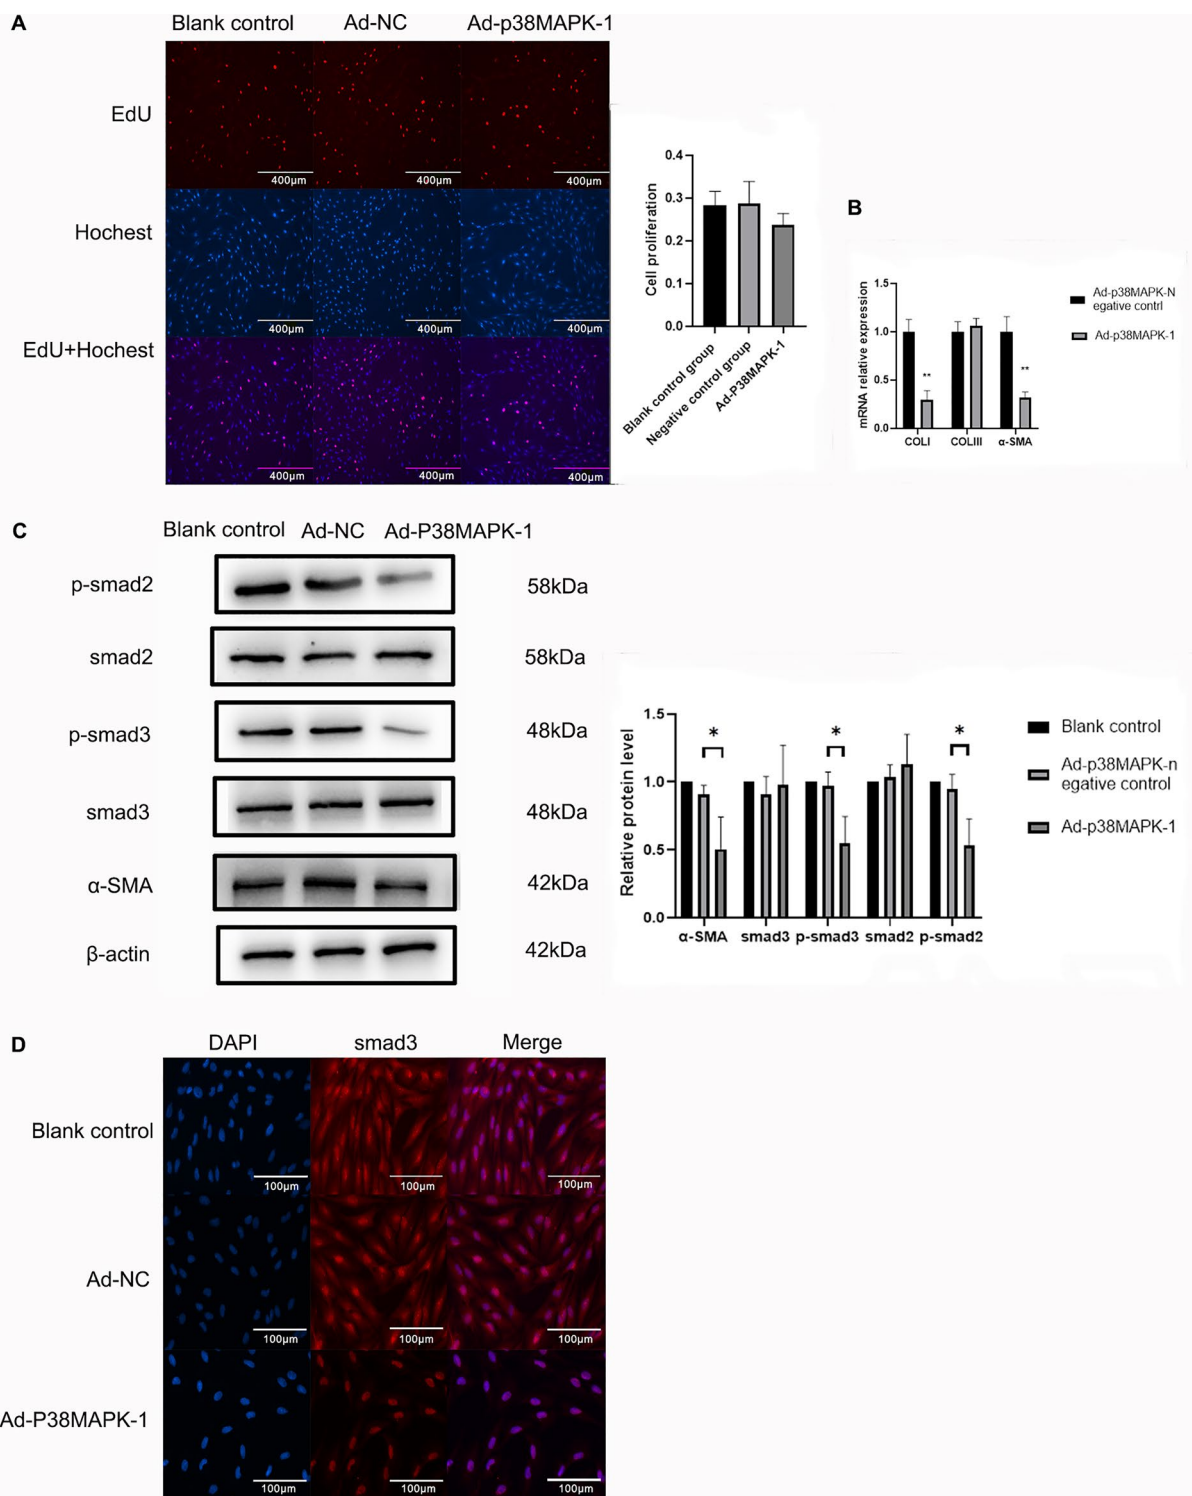 A
Blank control
Ad-NC
Ad-p38MAPK-1
EdU
400μm
400μm
400μm
Hochest
400μm
400μm
400μm
EdU+Hochest
400μm
400μm
400μm
Cell proliferation
0.4
0.3
0.2
0.1
0.0
Blank control group
Negative control group
Ad-P38MAPK-1
B
mRNA relative expression
1.5
1.0
0.5
0.0
**
**
COLI
COLIII
α-SMA
Ad-p38MAPK-N
egative contrl
Ad-p38MAPK-1
C
Blank control
Ad-NC
Ad-P38MAPK-1
p-smad2
58kDa
smad2
58kDa
p-smad3
48kDa
smad3
48kDa
α-SMA
42kDa
β-actin
42kDa
Relative protein level
1.5
1.0
0.5
0.0
*
*
*
α-SMA
smad3
p-smad3
smad2
p-smad2
Blank control
Ad-p38MAPK-n
egative control
Ad-p38MAPK-1
D
DAPI
smad3
Merge
Blank control
100μm
100μm
100μm
Ad-NC
100μm
100μm
100μm
Ad-P38MAPK-1
100μm
100μm
100μm